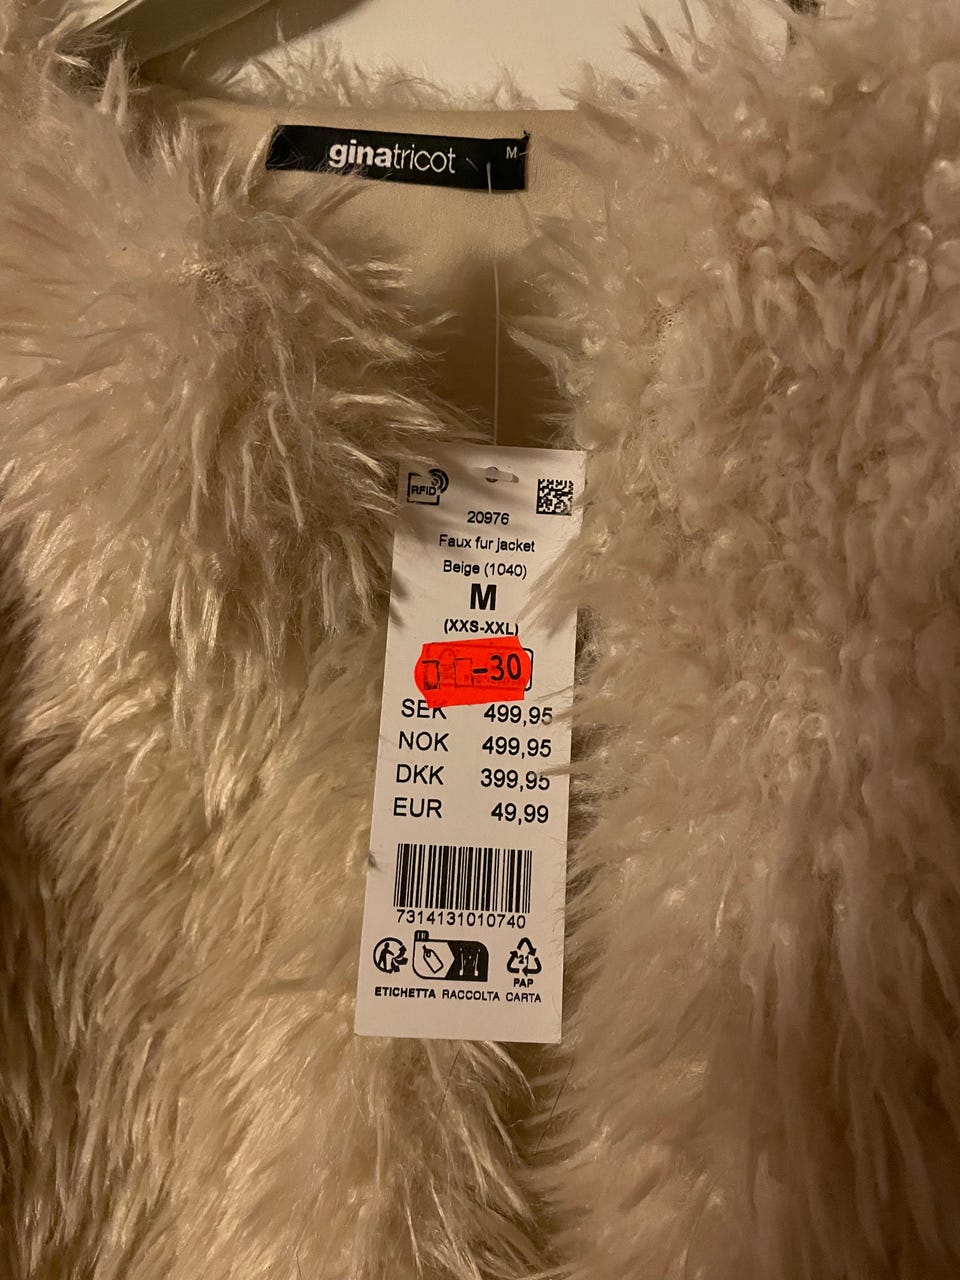 ginatricot M
RFID
20976
Faux fur jacket
Beige (1040)
M
(XXS-XXL)
-30
SEK 499,95
NOK 499,95
DKK 399,95
EUR 49,99
7314131010740
FR
21
PAP
ETICHETTA RACCOLTA CARTA